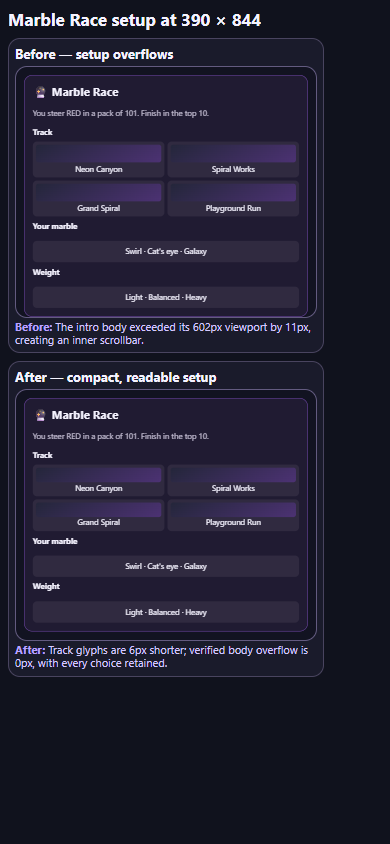 Marble Race setup at 390 × 844
Before — setup overflows
Marble Race
You steer RED in a pack of 101. Finish in the top 10.
Track
Neon Canyon
Spiral Works
Grand Spiral
Playground Run
Your marble
Swirl · Cat's eye · Galaxy
Weight
Light · Balanced · Heavy
Before: The intro body exceeded its 602px viewport by 11px,
creating an inner scrollbar.
After — compact, readable setup
Marble Race
You steer RED in a pack of 101. Finish in the top 10.
Track
Neon Canyon
Spiral Works
Grand Spiral
Playground Run
Your marble
Swirl · Cat's eye · Galaxy
Weight
Light · Balanced · Heavy
After: Track glyphs are 6px shorter; verified body overflow is
0px, with every choice retained.